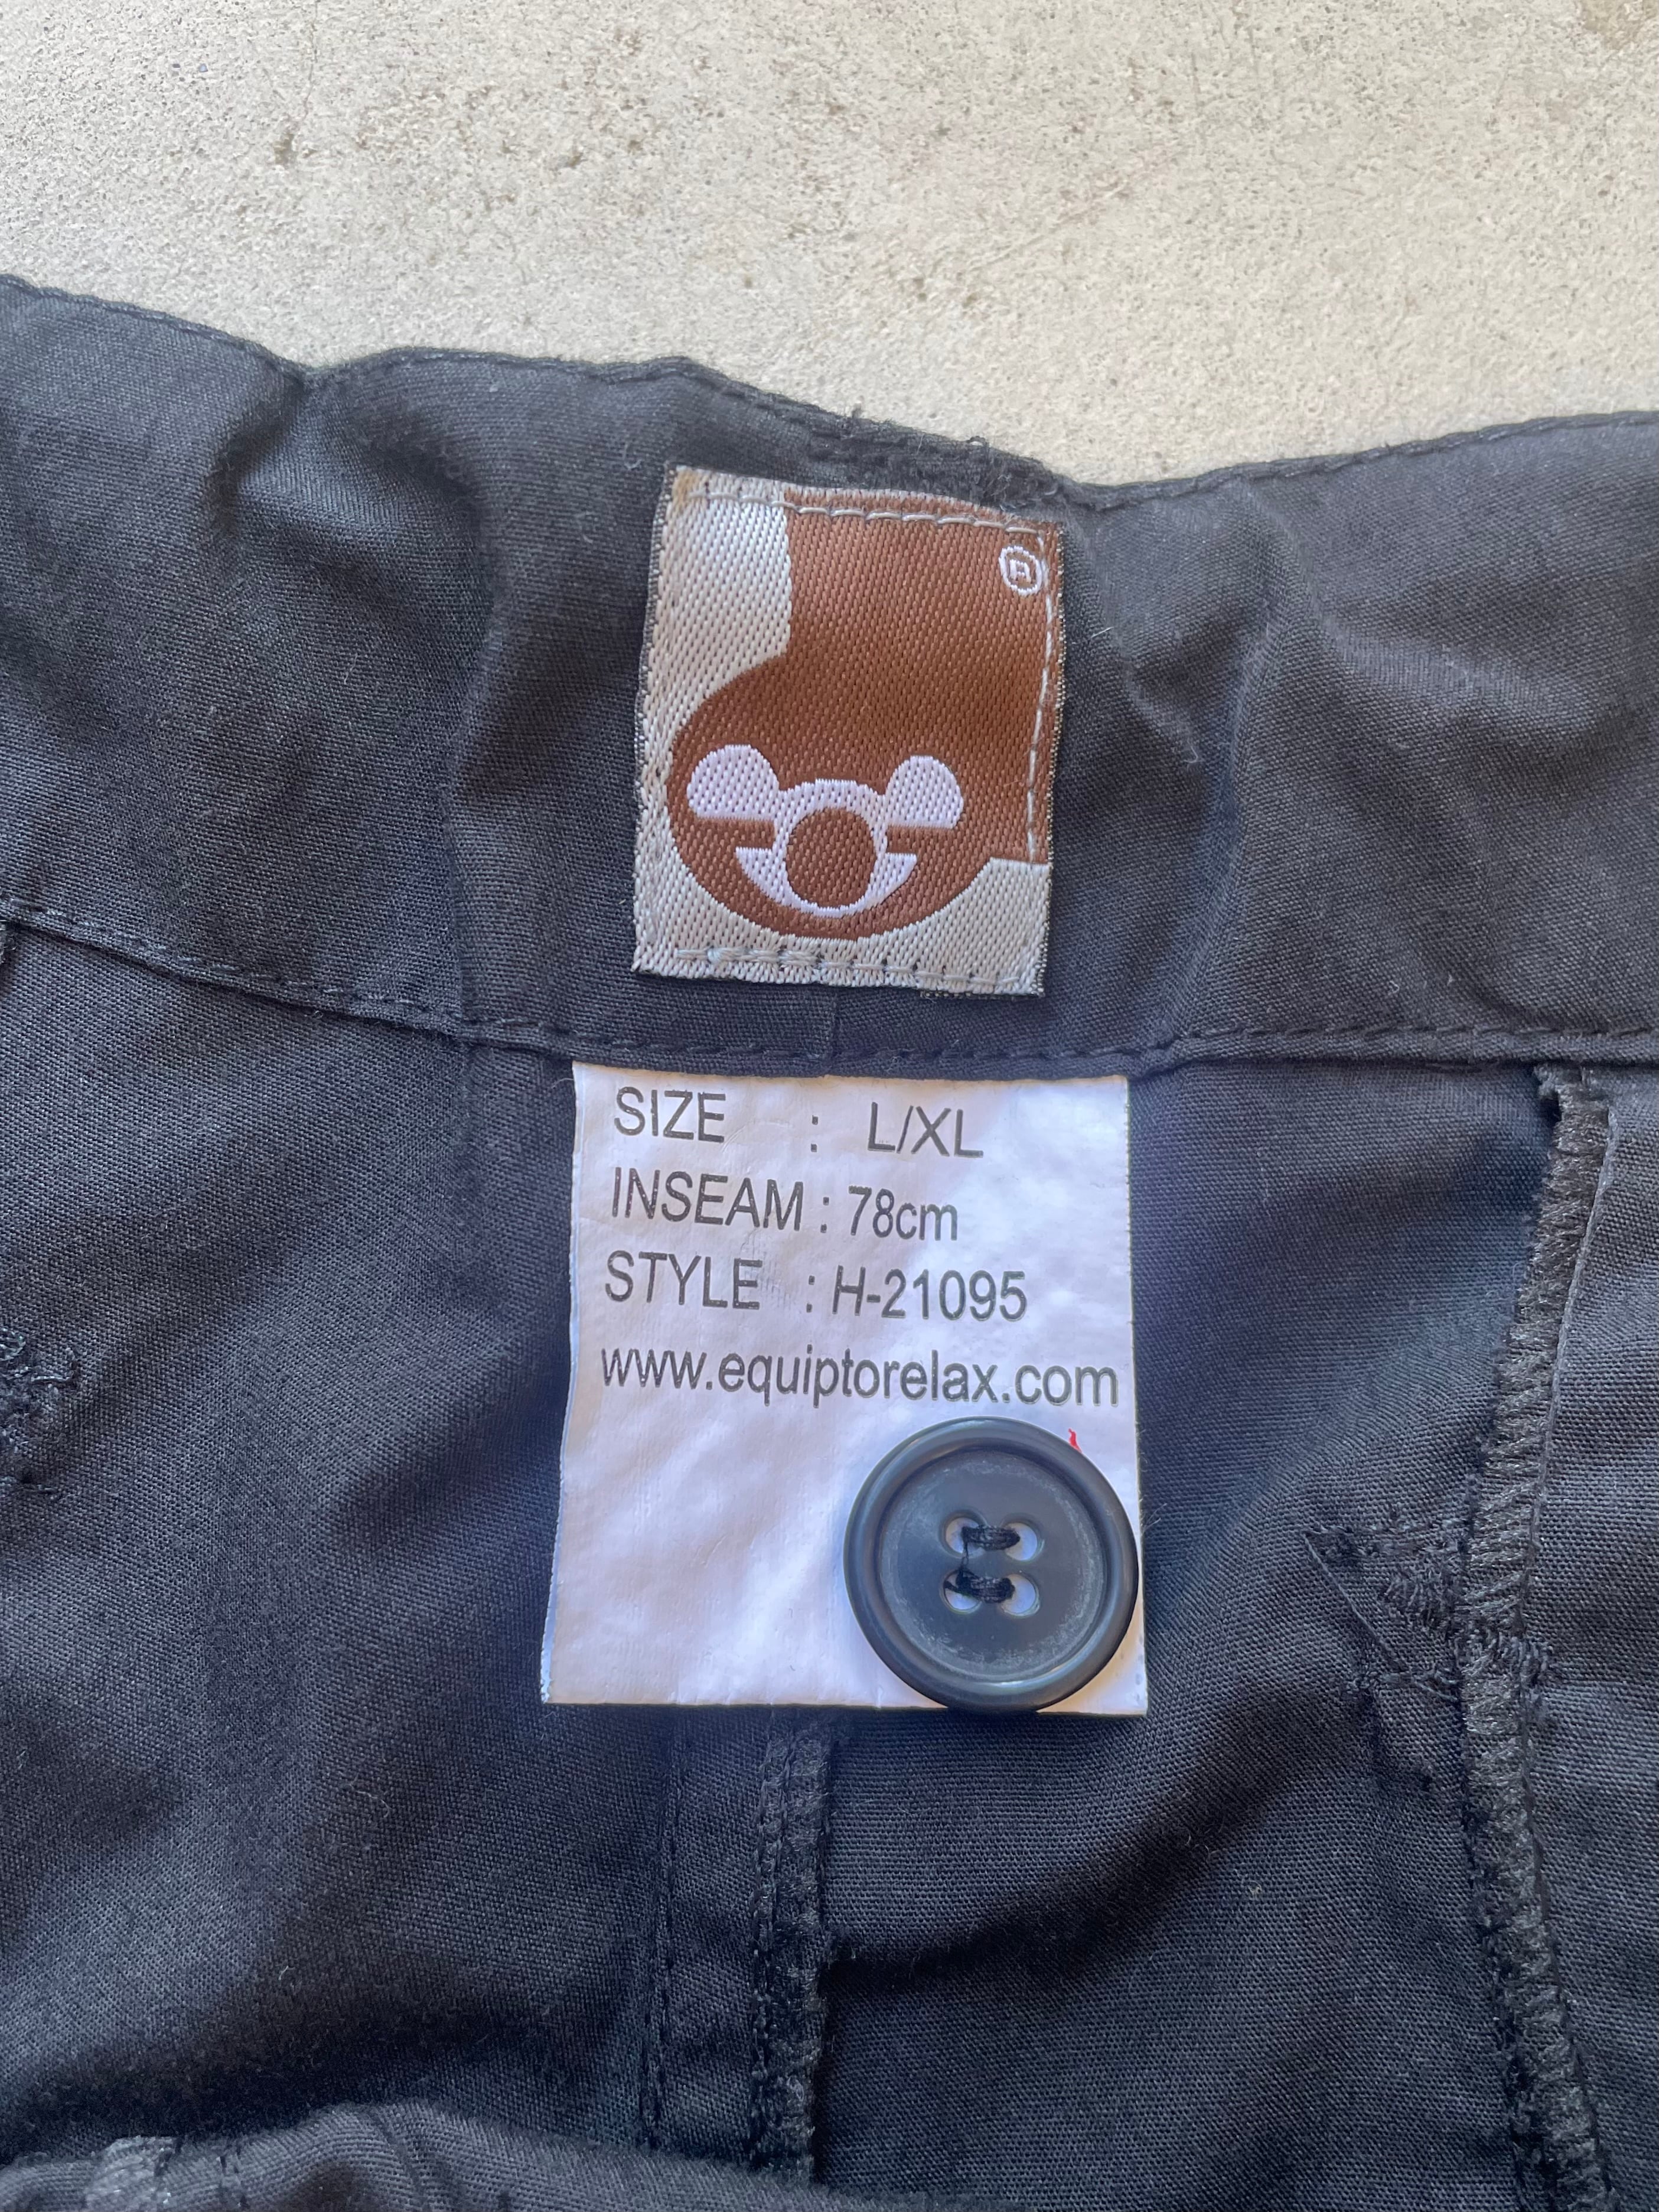 ®
SIZE : L/XL
INSEAM : 78cm
STYLE : H-21095
www.equiptorelax.com